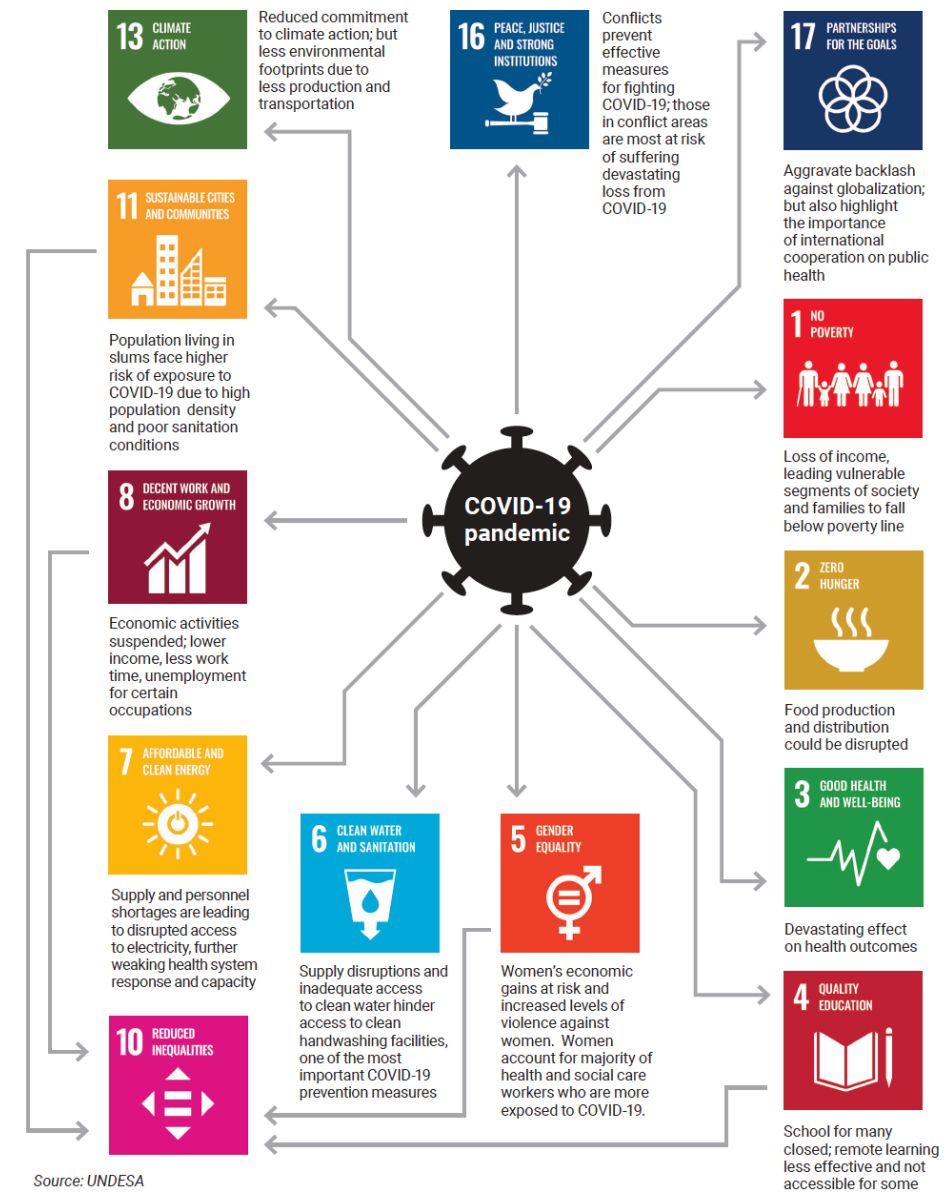 13 CLIMATE
ACTION
Reduced commitment
to climate action; but
less environmental
footprints due to
less production and
transportation
16 PEACE, JUSTICE
AND STRONG
INSTITUTIONS
Conflicts
prevent
effective
measures
for fighting
COVID-19; those
in conflict areas
are most at risk
of suffering
devastating
loss from
COVID-19
17 PARTNERSHIPS
FOR THE GOALS
Aggravate backlash
against globalization;
but also highlight
the importance
of international
cooperation on public
health
11 SUSTAINABLE CITIES
AND COMMUNITIES
Population living in
slums face higher
risk of exposure to
COVID-19 due to high
population density
and poor sanitation
conditions
1 NO
POVERTY
Loss of income,
leading vulnerable
segments of society
and families to fall
below poverty line
COVID-19
pandemic
8 DECENT WORK AND
ECONOMIC GROWTH
Economic activities
suspended; lower
income, less work
time, unemployment
for certain
occupations
2 ZERO
HUNGER
Food production
and distribution
could be disrupted
7 AFFORDABLE AND
CLEAN ENERGY
Supply and personnel
shortages are leading
to disrupted access
to electricity, further
weaking health system
response and capacity
6 CLEAN WATER
AND SANITATION
Supply disruptions and
inadequate access
to clean water hinder
access to clean
handwashing facilities,
one of the most
important COVID-19
prevention measures
5 GENDER
EQUALITY
Women's economic
gains at risk and
increased levels of
violence against
women. Women
account for majority of
health and social care
workers who are more
exposed to COVID-19.
3 GOOD HEALTH
AND WELL-BEING
Devastating effect
on health outcomes
4 QUALITY
EDUCATION
School for many
closed; remote learning
less effective and not
accessible for some
10 REDUCED
INEQUALITIES
Source: UNDESA